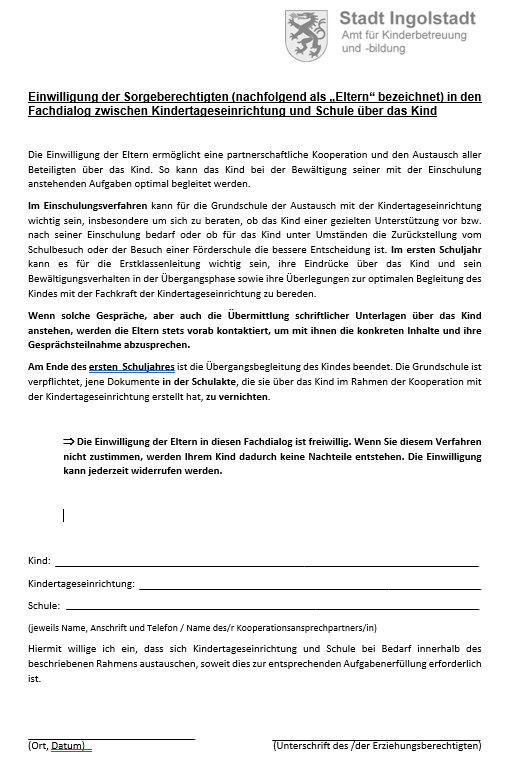 Stadt Ingolstadt
Amt für Kinderbetreuung
und -bildung
Einwilligung der Sorgeberechtigten (nachfolgend als „Eltern“ bezeichnet) in den
Fachdialog zwischen Kindertageseinrichtung und Schule über das Kind
Die Einwilligung der Eltern ermöglicht eine partnerschaftliche Kooperation und den Austausch aller
Beteiligten über das Kind. So kann das Kind bei der Bewältigung seiner mit der Einschulung
anstehenden Aufgaben optimal begleitet werden.
Im Einschulungsverfahren kann für die Grundschule der Austausch mit der Kindertageseinrichtung
wichtig sein, insbesondere um sich zu beraten, ob das Kind einer gezielten Unterstützung vor bzw.
nach seiner Einschulung bedarf oder ob für das Kind unter Umständen die Zurückstellung vom
Schulbesuch oder der Besuch einer Förderschule die bessere Entscheidung ist. Im ersten Schuljahr
kann es für die Erstklassenleitung wichtig sein, ihre Eindrücke über das Kind und sein
Bewältigungsverhalten in der Übergangsphase sowie ihre Überlegungen zur optimalen Begleitung des
Kindes mit der Fachkraft der Kindertageseinrichtung zu bereden.
Wenn solche Gespräche, aber auch die Übermittlung schriftlicher Unterlagen über das Kind
anstehen, werden die Eltern stets vorab kontaktiert, um mit ihnen die konkreten Inhalte und ihre
Gesprächsteilnahme abzusprechen.
Am Ende des ersten Schuljahres ist die Übergangsbegleitung des Kindes beendet. Die Grundschule ist
verpflichtet, jene Dokumente in der Schulakte, die sie über das Kind im Rahmen der Kooperation mit
der Kindertageseinrichtung erstellt hat, zu vernichten.
⇒ Die Einwilligung der Eltern in diesen Fachdialog ist freiwillig. Wenn Sie diesem Verfahren
nicht zustimmen, werden Ihrem Kind dadurch keine Nachteile entstehen. Die Einwilligung
kann jederzeit widerrufen werden.
Kind:
Kindertageseinrichtung:
Schule:
(jeweils Name, Anschrift und Telefon / Name des/r Kooperationsansprechpartners/in)
Hiermit willige ich ein, dass sich Kindertageseinrichtung und Schule bei Bedarf innerhalb des
beschriebenen Rahmens austauschen, soweit dies zur entsprechenden Aufgabenerfüllung erforderlich
ist.
(Ort, Datum) (Unterschrift des /der Erziehungsberechtigten)